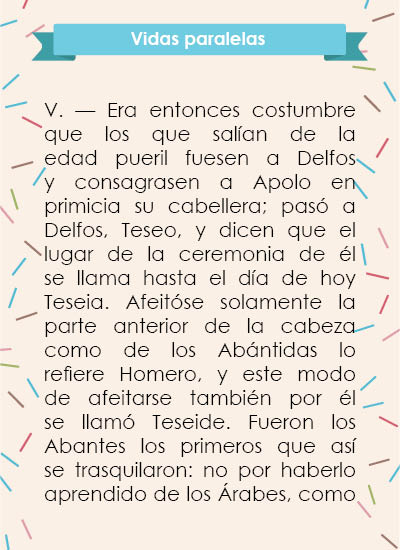 Vidas paralelas
V. — Era entonces costumbre
que los que salían de la
edad pueril fuesen a Delfos
y consagrasen a Apolo en
primicia su cabellera; pasó a
Delfos, Teseo, y dicen que el
lugar de la ceremonia de él
se llama hasta el día de hoy
Teseia. Afeitóse solamente la
parte anterior de la cabeza
como de los Abántidas lo
refiere Homero, y este modo
de afeitarse también por él
se llamó Teseide. Fueron los
Abantes los primeros que así
se trasquilaron: no por haberlo
aprendido de los Árabes, como